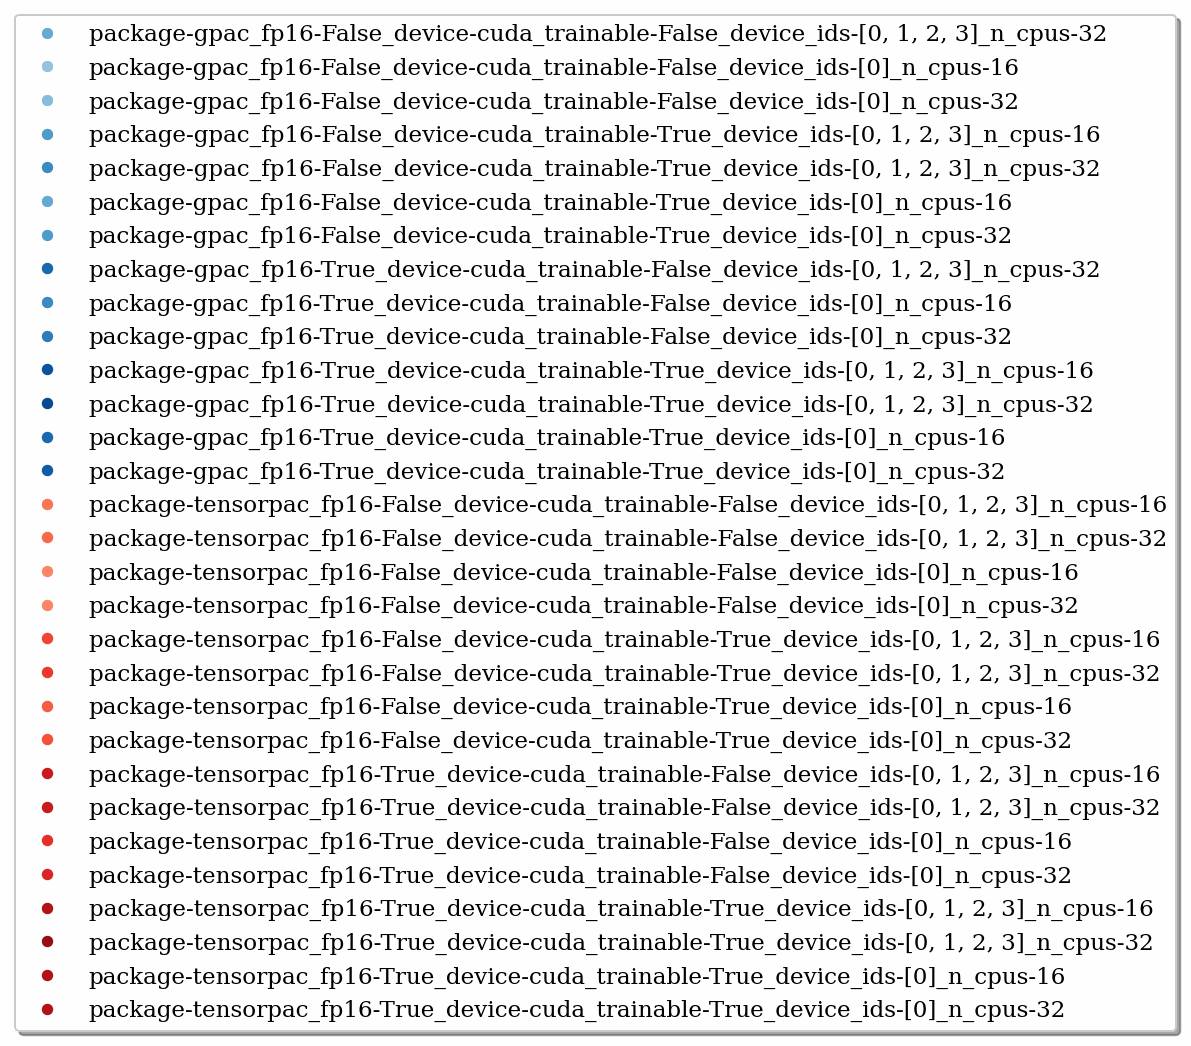 package-gpac_fp16-False_device-cuda_trainable-False_device_ids-[0, 1, 2, 3]_n_cpus-32
package-gpac_fp16-False_device-cuda_trainable-False_device_ids-[0]_n_cpus-16
package-gpac_fp16-False_device-cuda_trainable-False_device_ids-[0]_n_cpus-32
package-gpac_fp16-False_device-cuda_trainable-True_device_ids-[0, 1, 2, 3]_n_cpus-16
package-gpac_fp16-False_device-cuda_trainable-True_device_ids-[0, 1, 2, 3]_n_cpus-32
package-gpac_fp16-False_device-cuda_trainable-True_device_ids-[0]_n_cpus-16
package-gpac_fp16-False_device-cuda_trainable-True_device_ids-[0]_n_cpus-32
package-gpac_fp16-True_device-cuda_trainable-False_device_ids-[0, 1, 2, 3]_n_cpus-32
package-gpac_fp16-True_device-cuda_trainable-False_device_ids-[0]_n_cpus-16
package-gpac_fp16-True_device-cuda_trainable-False_device_ids-[0]_n_cpus-32
package-gpac_fp16-True_device-cuda_trainable-True_device_ids-[0, 1, 2, 3]_n_cpus-16
package-gpac_fp16-True_device-cuda_trainable-True_device_ids-[0, 1, 2, 3]_n_cpus-32
package-gpac_fp16-True_device-cuda_trainable-True_device_ids-[0]_n_cpus-16
package-gpac_fp16-True_device-cuda_trainable-True_device_ids-[0]_n_cpus-32
package-tensorpac_fp16-False_device-cuda_trainable-False_device_ids-[0, 1, 2, 3]_n_cpus-16
package-tensorpac_fp16-False_device-cuda_trainable-False_device_ids-[0, 1, 2, 3]_n_cpus-32
package-tensorpac_fp16-False_device-cuda_trainable-False_device_ids-[0]_n_cpus-16
package-tensorpac_fp16-False_device-cuda_trainable-False_device_ids-[0]_n_cpus-32
package-tensorpac_fp16-False_device-cuda_trainable-True_device_ids-[0, 1, 2, 3]_n_cpus-16
package-tensorpac_fp16-False_device-cuda_trainable-True_device_ids-[0, 1, 2, 3]_n_cpus-32
package-tensorpac_fp16-False_device-cuda_trainable-True_device_ids-[0]_n_cpus-16
package-tensorpac_fp16-False_device-cuda_trainable-True_device_ids-[0]_n_cpus-32
package-tensorpac_fp16-True_device-cuda_trainable-False_device_ids-[0, 1, 2, 3]_n_cpus-16
package-tensorpac_fp16-True_device-cuda_trainable-False_device_ids-[0, 1, 2, 3]_n_cpus-32
package-tensorpac_fp16-True_device-cuda_trainable-False_device_ids-[0]_n_cpus-16
package-tensorpac_fp16-True_device-cuda_trainable-False_device_ids-[0]_n_cpus-32
package-tensorpac_fp16-True_device-cuda_trainable-True_device_ids-[0, 1, 2, 3]_n_cpus-16
package-tensorpac_fp16-True_device-cuda_trainable-True_device_ids-[0, 1, 2, 3]_n_cpus-32
package-tensorpac_fp16-True_device-cuda_trainable-True_device_ids-[0]_n_cpus-16
package-tensorpac_fp16-True_device-cuda_trainable-True_device_ids-[0]_n_cpus-32